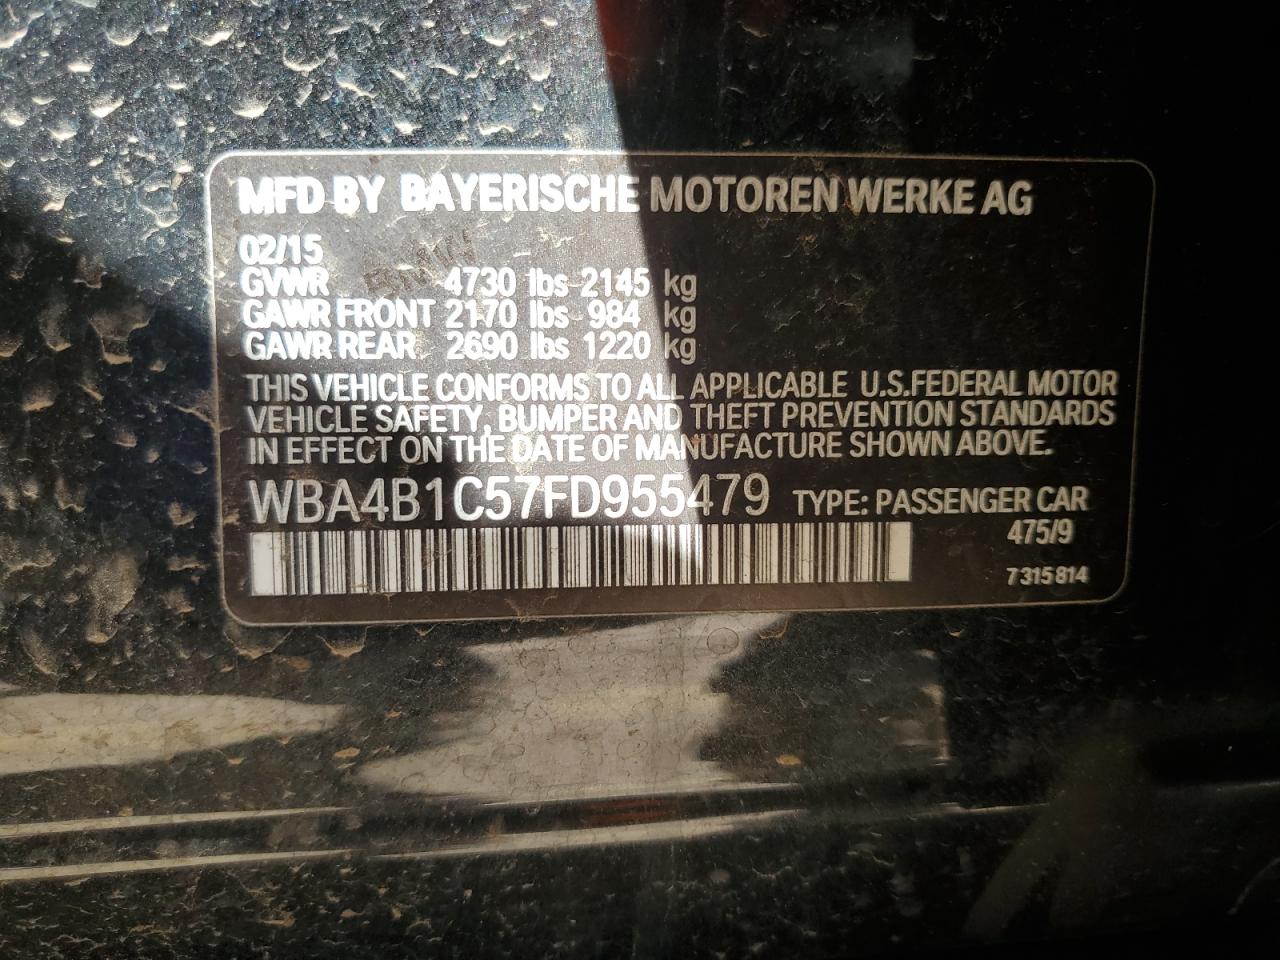 MFD BY BAYERISCHE MOTOREN WERKE AG
02/15
GVWR 4730 lbs 2145 kg
GAWR FRONT 2170 lbs 984 kg
GAWR REAR 2690 lbs 1220 kg
THIS VEHICLE CONFORMS TO ALL APPLICABLE U.S.FEDERAL MOTOR
VEHICLE SAFETY, BUMPER AND THEFT PREVENTION STANDARDS
IN EFFECT ON THE DATE OF MANUFACTURE SHOWN ABOVE.
WBA4B1C57FD955479 TYPE: PASSENGER CAR
475/9
7315814